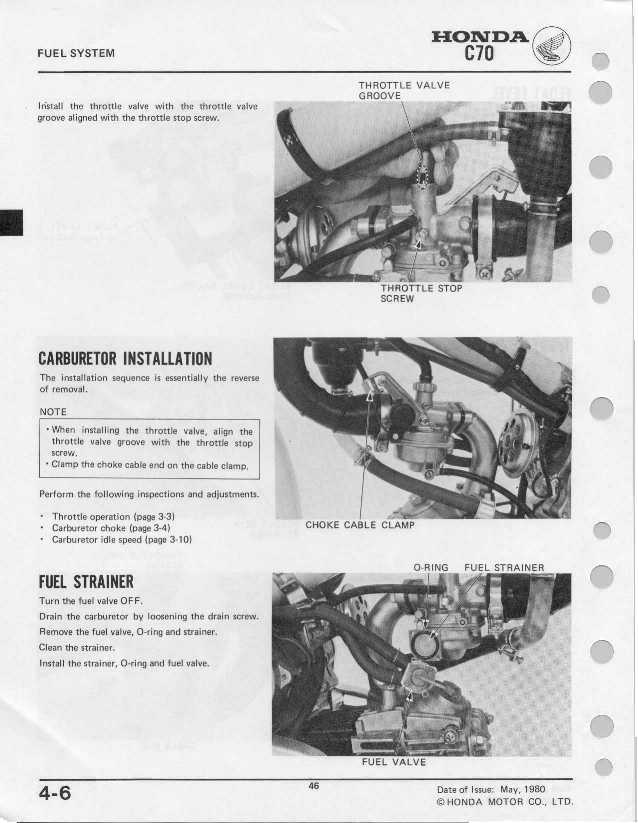 FUEL SYSTEM
HONDA
C70
Install the throttle valve with the throttle valve
groove aligned with the throttle stop screw.
THROTTLE VALVE
GROOVE
THROTTLE STOP
SCREW
CARBURETOR INSTALLATION
The installation sequence is essentially the reverse
of removal.
NOTE
• When installing the throttle valve, align the
throttle valve groove with the throttle stop
screw.
• Clamp the choke cable end on the cable clamp.
Perform the following inspections and adjustments.
• Throttle operation (page 3-3)
• Carburetor choke (page 3-4)
• Carburetor idle speed (page 3-10)
CHOKE CABLE CLAMP
FUEL STRAINER
Turn the fuel valve OFF.
Drain the carburetor by loosening the drain screw.
Remove the fuel valve, O-ring and strainer.
Clean the strainer.
Install the strainer, O-ring and fuel valve.
O-RING FUEL STRAINER
FUEL VALVE
4-6
46
Date of Issue: May, 1980
© HONDA MOTOR CO., LTD.